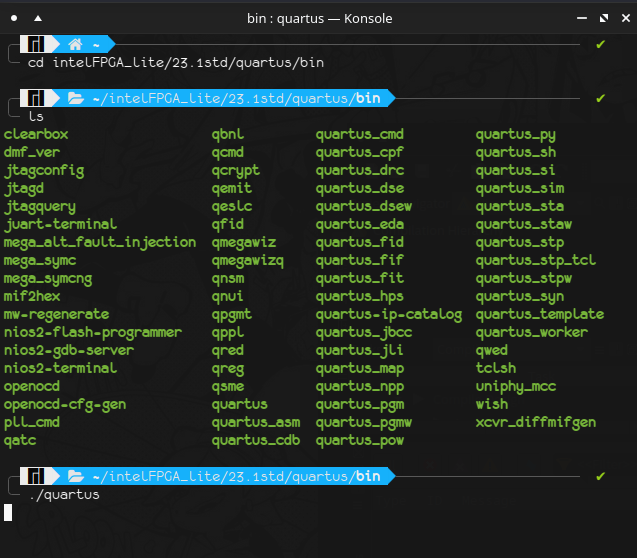 bin : quartus — Konsole
~ ✔
cd intelFPGA_lite/23.1std/quartus/bin
~/intelFPGA_lite/23.1std/quartus/bin ✔
ls
clearbox qbnl quartus_cmd quartus_py
dmf_ver qcmd quartus_cpf quartus_sh
jtagconfig qcrypt quartus_drc quartus_si
jtagd qemit quartus_dse quartus_sim
jtagquery qeslc quartus_dsew quartus_sta
juart-terminal qfid quartus_eda quartus_staw
mega_alt_fault_injection qmegawiz quartus_fid quartus_stp
mega_symc qmegawizq quartus_fif quartus_stp_tcl
mega_symcng qnsm quartus_fit quartus_stpw
mif2hex qnui quartus_hps quartus_syn
mw-regenerate qpgmt quartus-ip-catalog quartus_template
nios2-flash-programmer qppl quartus_jbcc quartus_worker
nios2-gdb-server qred quartus_jli qwed
nios2-terminal qreg quartus_map tclsh
openocd qsme quartus_npp uniphy_mcc
openocd-cfg-gen quartus quartus_pgm wish
pll_cmd quartus_asm quartus_pgmw xcvr_diffmifgen
qatc quartus_cdb quartus_pow
~/intelFPGA_lite/23.1std/quartus/bin ✔
./quartus